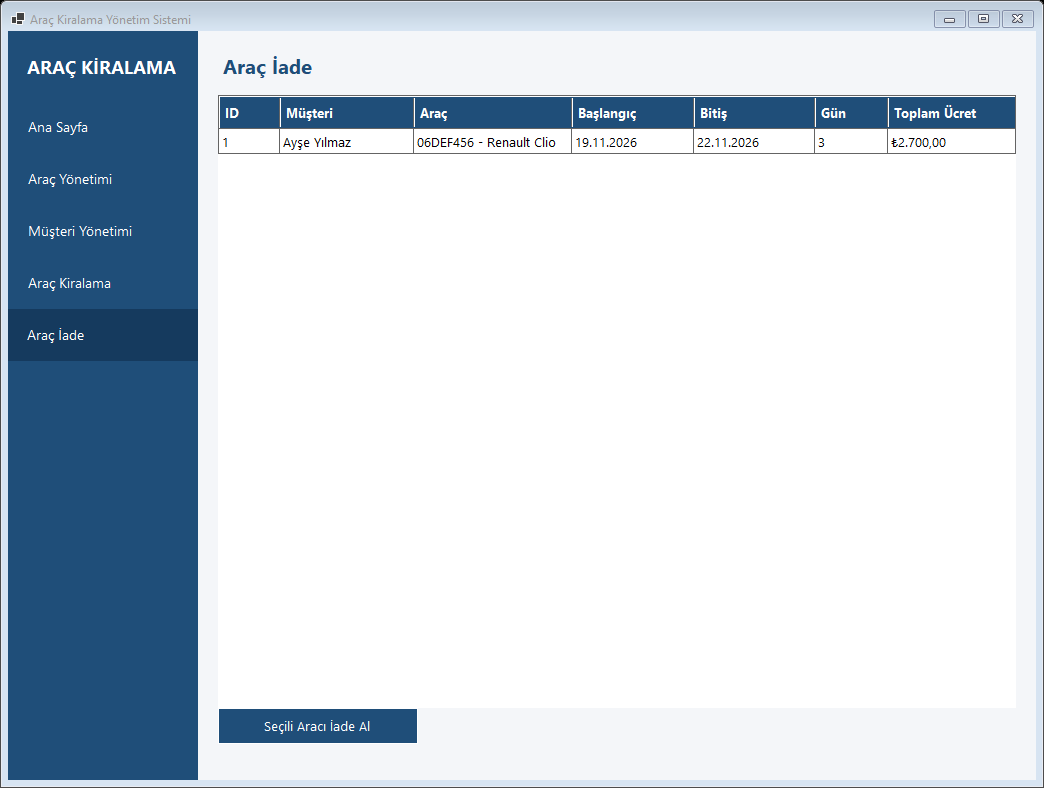 Araç Kiralama Yönetim Sistemi
ARAÇ KİRALAMA
Ana Sayfa
Araç Yönetimi
Müşteri Yönetimi
Araç Kiralama
Araç İade
Araç İade
ID Müşteri Araç Başlangıç Bitiş Gün Toplam Ücret
1 Ayşe Yılmaz 06DEF456 - Renault Clio 19.11.2026 22.11.2026 3 ₺2.700,00
Seçili Aracı İade Al